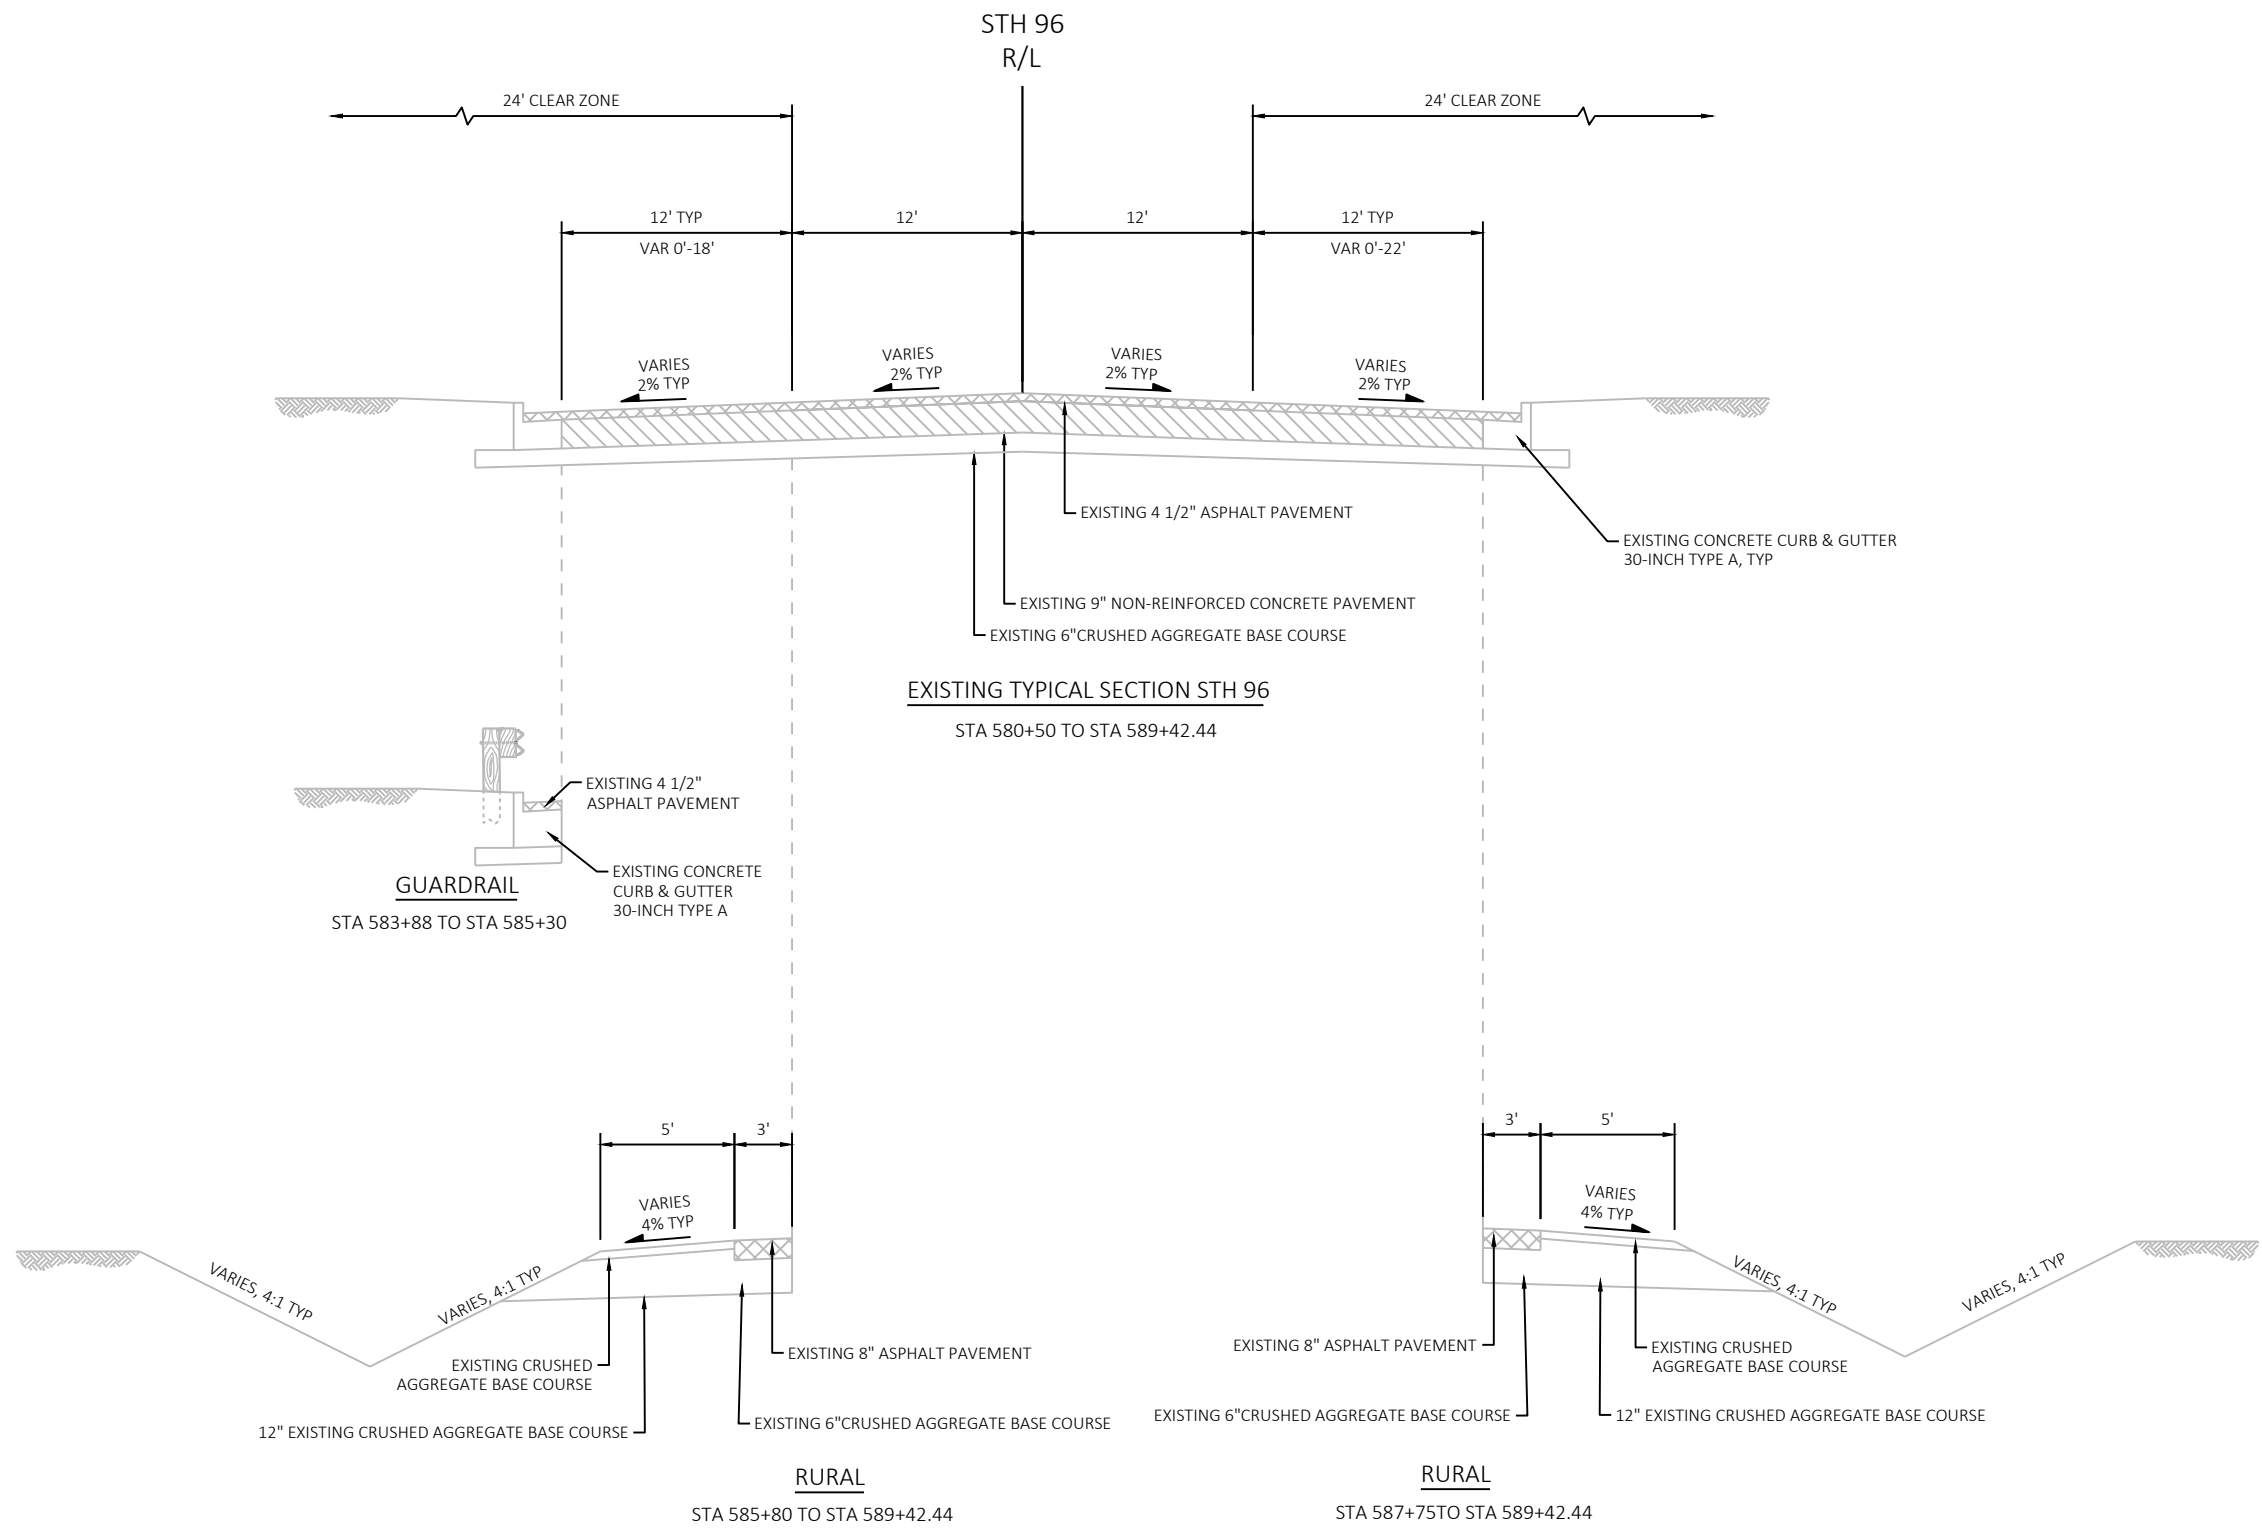 STH 96
R/L
24' CLEAR ZONE
24' CLEAR ZONE
12' TYP
12'
12'
12' TYP
VAR 0'-18'
VAR 0'-22'
VARIES
2% TYP
VARIES
2% TYP
VARIES
2% TYP
VARIES
2% TYP
EXISTING 4 1/2" ASPHALT PAVEMENT
EXISTING CONCRETE CURB & GUTTER
30-INCH TYPE A, TYP
EXISTING 9" NON-REINFORCED CONCRETE PAVEMENT
EXISTING 6"CRUSHED AGGREGATE BASE COURSE
EXISTING TYPICAL SECTION STH 96
STA 580+50 TO STA 589+42.44
EXISTING 4 1/2"
ASPHALT PAVEMENT
EXISTING CONCRETE
CURB & GUTTER
30-INCH TYPE A
GUARDRAIL
STA 583+88 TO STA 585+30
5'
3'
VARIES
4% TYP
VARIES, 4:1 TYP
VARIES, 4:1 TYP
EXISTING 8" ASPHALT PAVEMENT
EXISTING CRUSHED
AGGREGATE BASE COURSE
EXISTING 6"CRUSHED AGGREGATE BASE COURSE
12" EXISTING CRUSHED AGGREGATE BASE COURSE
RURAL
STA 585+80 TO STA 589+42.44
3'
5'
VARIES
4% TYP
VARIES, 4:1 TYP
VARIES, 4:1 TYP
EXISTING 8" ASPHALT PAVEMENT
EXISTING CRUSHED
AGGREGATE BASE COURSE
EXISTING 6"CRUSHED AGGREGATE BASE COURSE
12" EXISTING CRUSHED AGGREGATE BASE COURSE
RURAL
STA 587+75TO STA 589+42.44